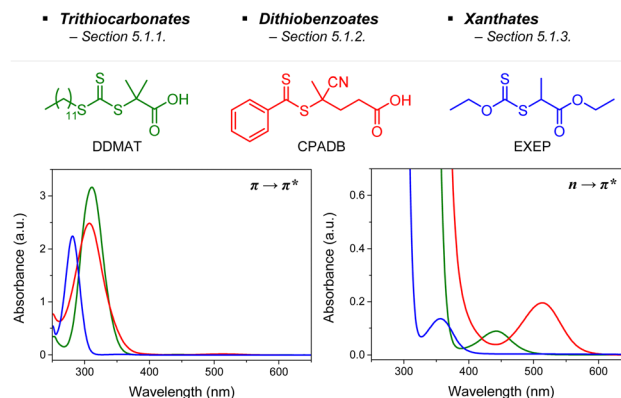 ▪ Trithiocarbonates
– Section 5.1.1.
▪ Dithiobenzoates
– Section 5.1.2.
▪ Xanthates
– Section 5.1.3.
S
S
S
11
OH
O
DDMAT
S
S
CN
OH
O
CPADB
S
O
S
O
O
EXEP
π → π*
Absorbance (a.u.)
3
2
1
0
300
400
500
600
Wavelength (nm)
n → π*
Absorbance (a.u.)
0.6
0.4
0.2
0.0
300
400
500
600
Wavelength (nm)